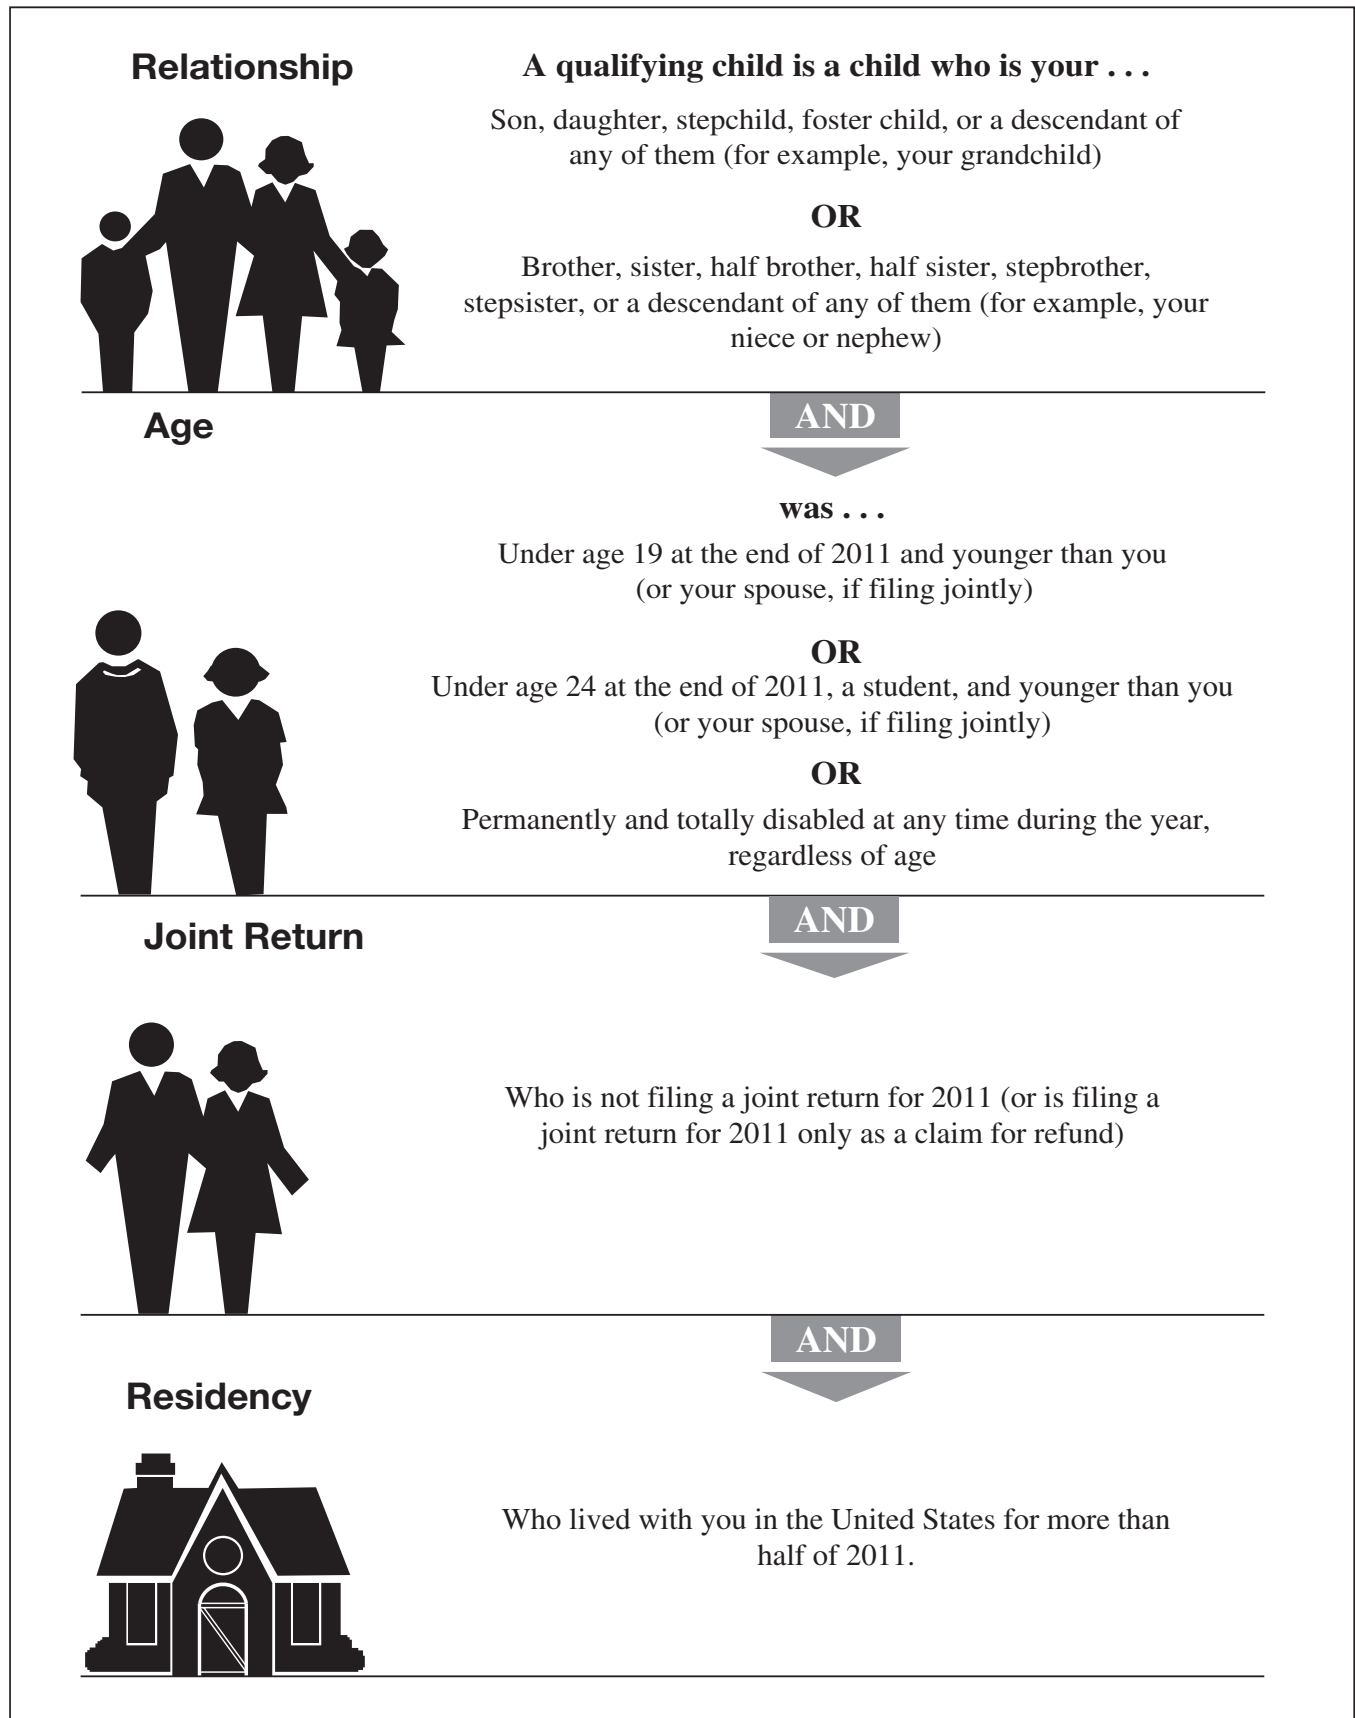 Relationship
A qualifying child is a child who is your . . .
Son, daughter, stepchild, foster child, or a descendant of
any of them (for example, your grandchild)
OR
Brother, sister, half brother, half sister, stepbrother,
stepsister, or a descendant of any of them (for example, your
niece or nephew)
AND
Age
was . . .
Under age 19 at the end of 2011 and younger than you
(or your spouse, if filing jointly)
OR
Under age 24 at the end of 2011, a student, and younger than you
(or your spouse, if filing jointly)
OR
Permanently and totally disabled at any time during the year,
regardless of age
AND
Joint Return
Who is not filing a joint return for 2011 (or is filing a
joint return for 2011 only as a claim for refund)
AND
Residency
Who lived with you in the United States for more than
half of 2011.